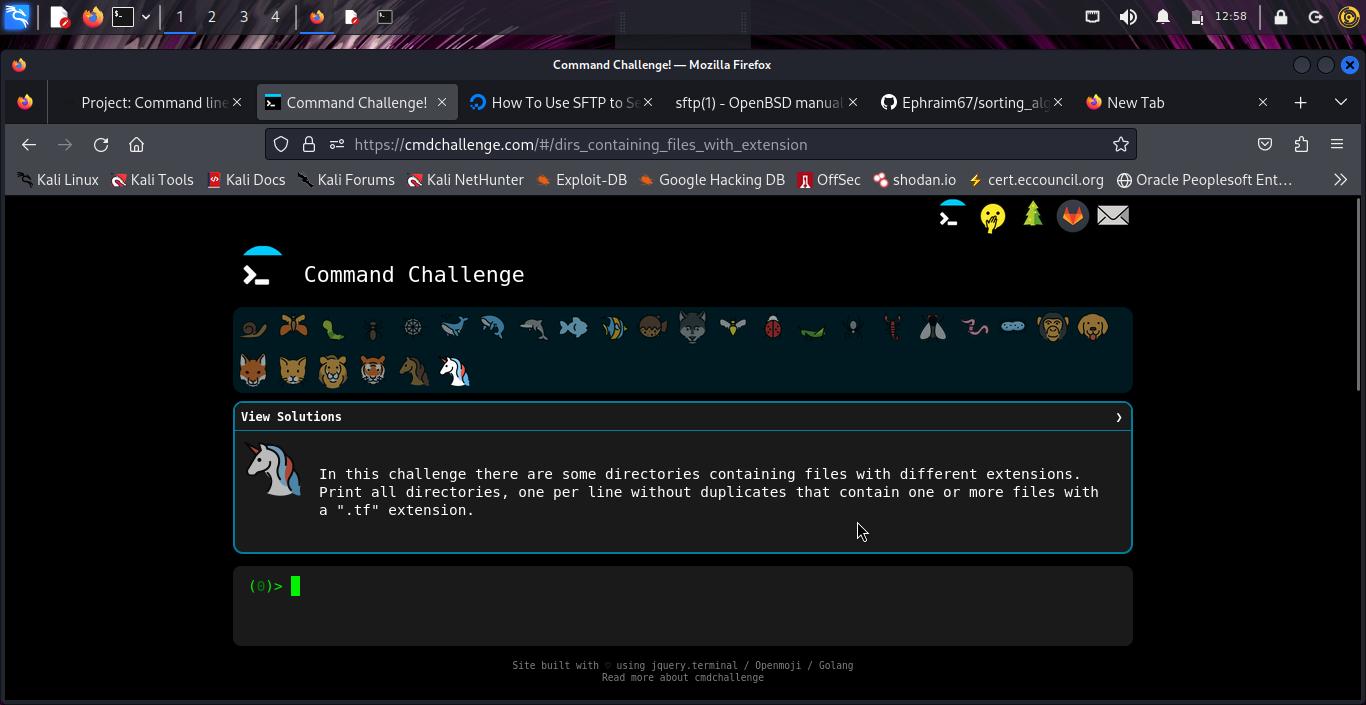 1 2 3 4 12:58
Command Challenge! — Mozilla Firefox
Project: Command line Command Challenge! How To Use SFTP to Se sftp(1) - OpenBSD manual Ephraim67/sorting_alg New Tab
https://cmdchallenge.com/#/dirs_containing_files_with_extension
Kali Linux Kali Tools Kali Docs Kali Forums Kali NetHunter Exploit-DB Google Hacking DB OffSec shodan.io cert.eccouncil.org Oracle Peoplesoft Ent…
Command Challenge
View Solutions
In this challenge there are some directories containing files with different extensions.
Print all directories, one per line without duplicates that contain one or more files with
a ".tf" extension.
(0)>
Site built with ♡ using jquery.terminal / Openmoji / Golang
Read more about cmdchallenge